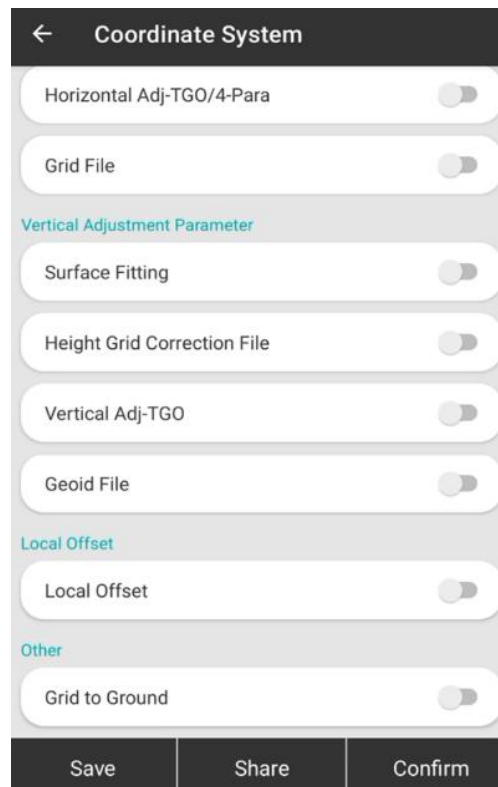 Coordinate System
Horizontal Adj-TGO/4-Para
Grid File
Vertical Adjustment Parameter
Surface Fitting
Height Grid Correction File
Vertical Adj-TGO
Geoid File
Local Offset
Local Offset
Other
Grid to Ground
Save Share Confirm